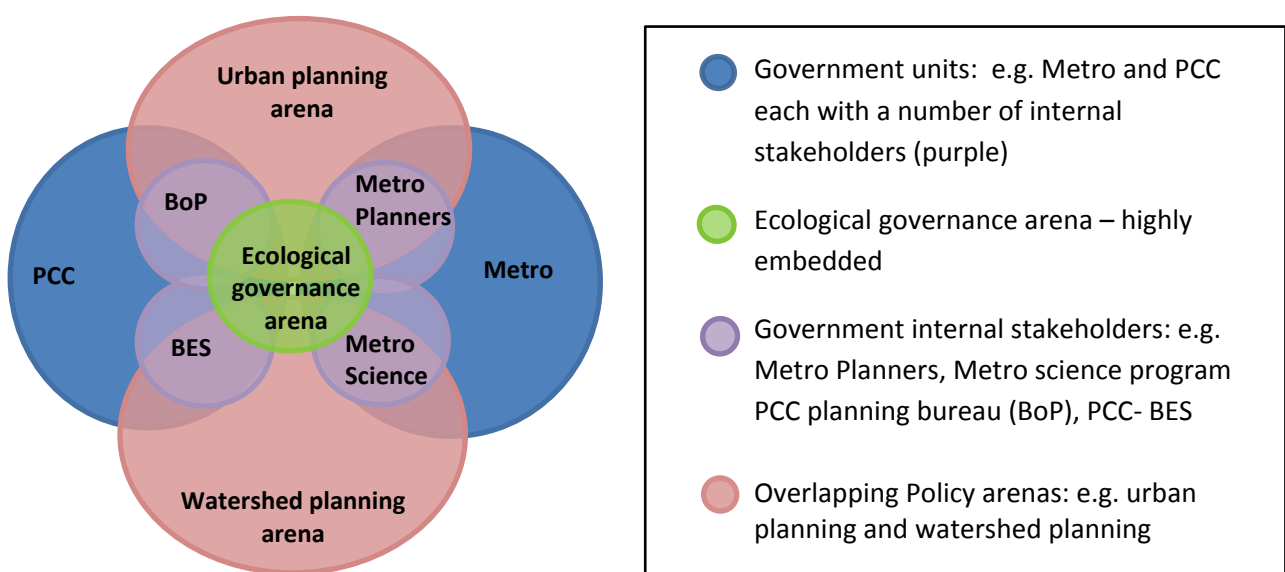 Urban planning
arena
BoP
Metro
Planners
PCC
Ecological
governance
arena
Metro
BES
Metro
Science
Watershed planning
arena
Government units:  e.g. Metro and PCC
each with a number of internal
stakeholders (purple)
Ecological governance arena – highly
embedded
Government internal stakeholders: e.g.
Metro Planners, Metro science program
PCC planning bureau (BoP), PCC- BES
Overlapping Policy arenas: e.g. urban
planning and watershed planning